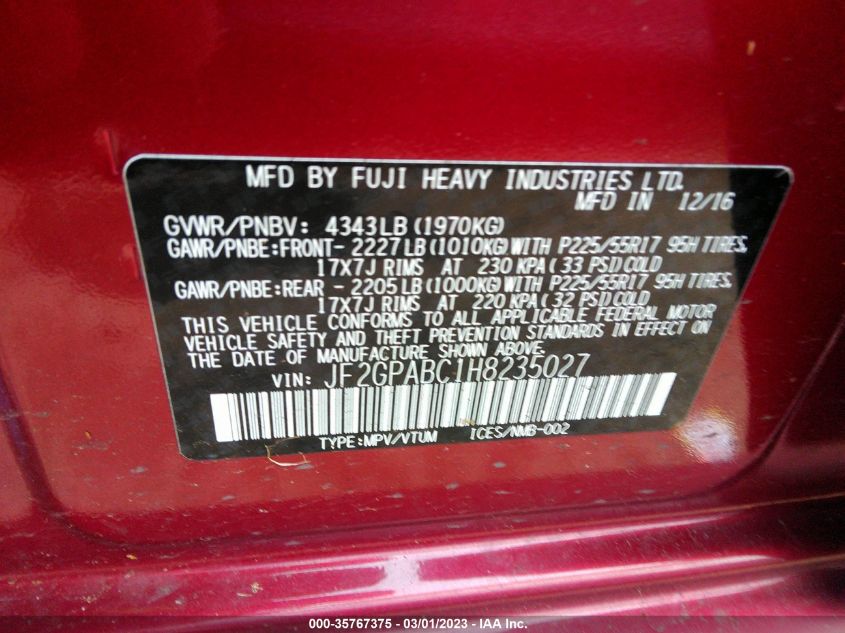 MFD BY FUJI HEAVY INDUSTRIES LTD.
MFD IN 12/16
GVWR/PNBV: 4343LB (1970KG)
GAWR/PNBE:FRONT- 2227LB (1010KG) WITH P225/55R17 95H TIRES,
17X7J RIMS AT 230 KPA ( 33 PSI) COLD
GAWR/PNBE:REAR - 2205LB (1000KG) WITH P225/55R17 95H TIRES,
17X7J RIMS AT 220 KPA ( 32 PSI) COLD
THIS VEHICLE CONFORMS TO ALL APPLICABLE FEDERAL MOTOR
VEHICLE SAFETY AND THEFT PREVENTION STANDARDS IN EFFECT ON
THE DATE OF MANUFACTURE SHOWN ABOVE.
VIN: JF2GPABC1H8235027
TYPE:MPV/VTUM ICES/NMB-002
000-35767375 - 03/01/2023 - Copyright © 2023 IAA, Inc.